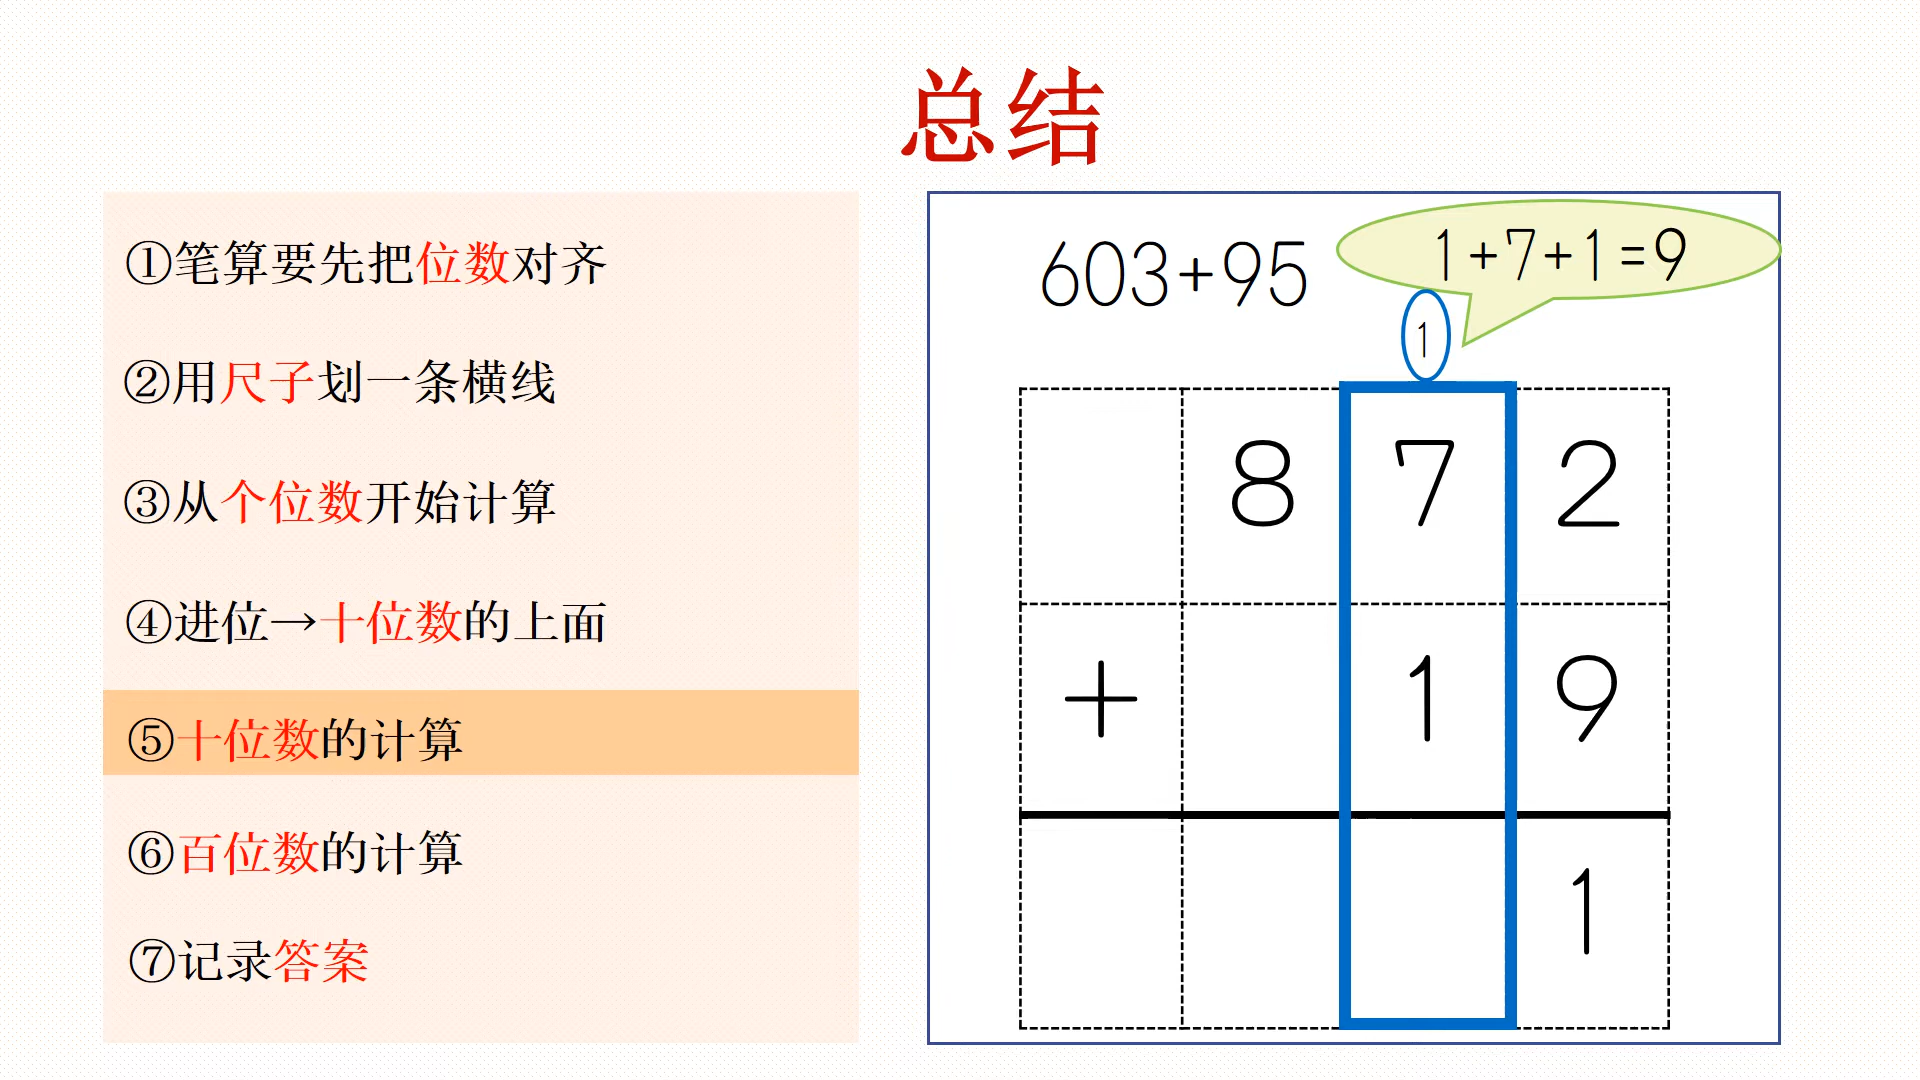 总结
①笔算要先把位数对齐
②用尺子划一条横线
③从个位数开始计算
④进位→十位数的上面
⑤十位数的计算
⑥百位数的计算
⑦记录答案
603+95
1+7+1=9
1
8 7 2
+ 1 9
1